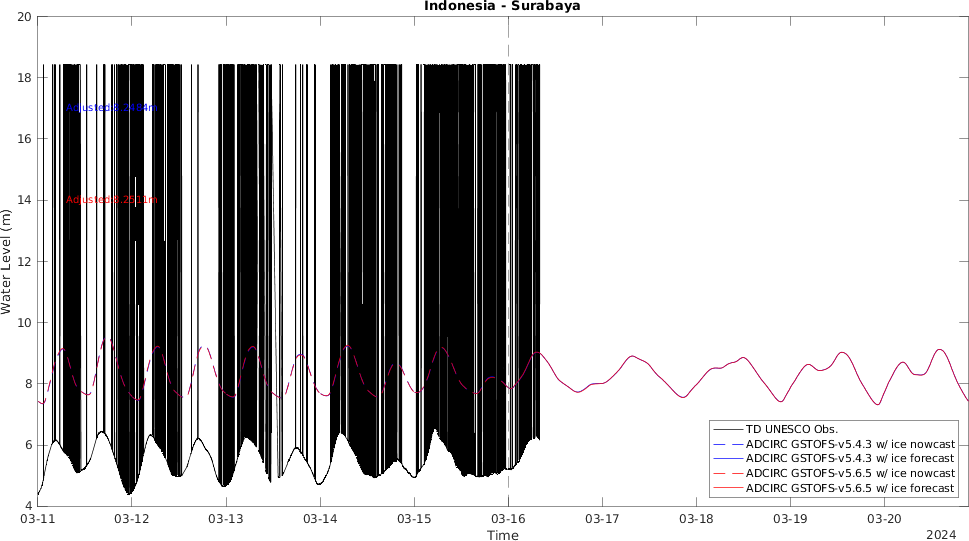 Indonesia - Surabaya
20
18
16
14
12
10
8
6
4
Water Level (m)
Adjusted
Adjusted
03-11
03-12
03-13
03-14
03-15
03-16
03-17
03-18
03-19
03-20
Time
2024
TD UNESCO Obs.
ADCIRC GSTOFS-v5.4.3 w/ ice nowcast
ADCIRC GSTOFS-v5.4.3 w/ ice forecast
ADCIRC GSTOFS-v5.6.5 w/ ice nowcast
ADCIRC GSTOFS-v5.6.5 w/ ice forecast